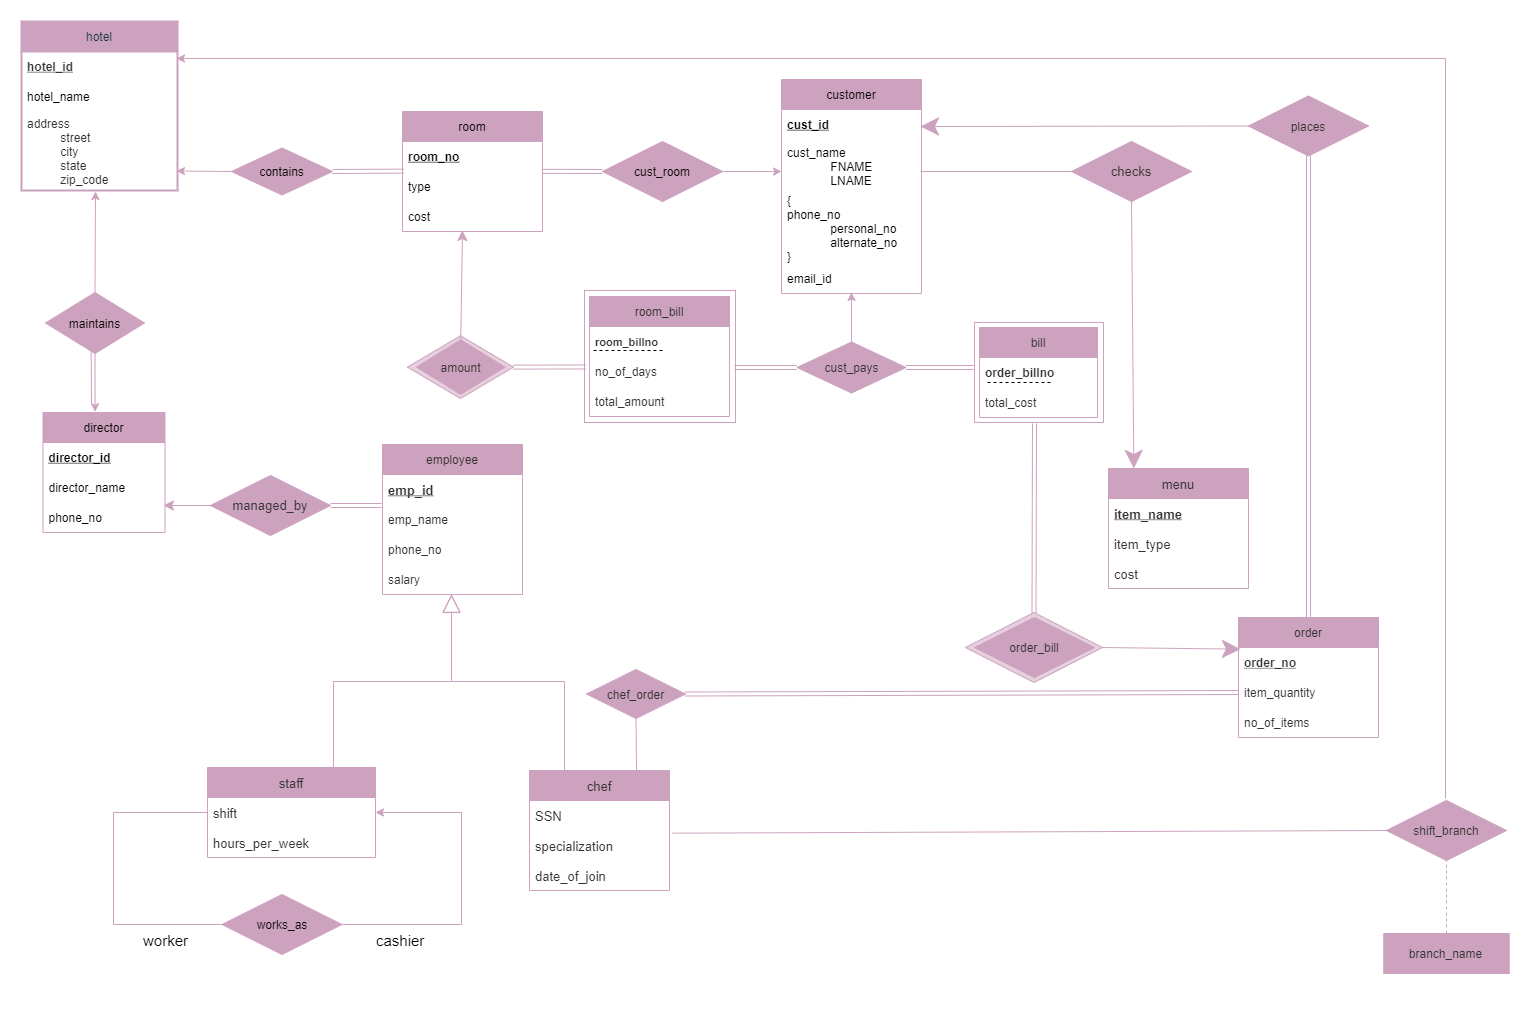 hotel
hotel_id
hotel_name
address
street
city
state
zip_code
contains
room
room_no
type
cost
cust_room
customer
cust_id
cust_name
FNAME
LNAME
{
phone_no
personal_no
alternate_no
}
email_id
checks
places
maintains
amount
room_bill
room_billno
no_of_days
total_amount
cust_pays
bill
order_billno
total_cost
director
director_id
director_name
phone_no
managed_by
employee
emp_id
emp_name
phone_no
salary
menu
item_name
item_type
cost
order_bill
order
order_no
item_quantity
no_of_items
chef_order
staff
shift
hours_per_week
chef
SSN
specialization
date_of_join
shift_branch
works_as
worker
cashier
branch_name